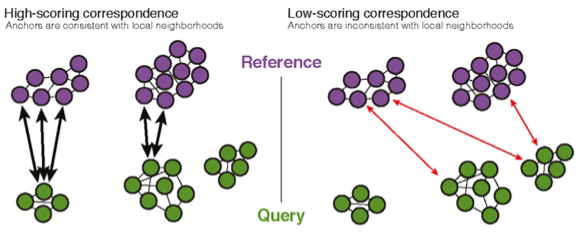 High-scoring correspondence
Anchors are consistent with local neighborhoods
Low-scoring correspondence
Anchors are inconsistent with local neighborhoods
Reference
Query